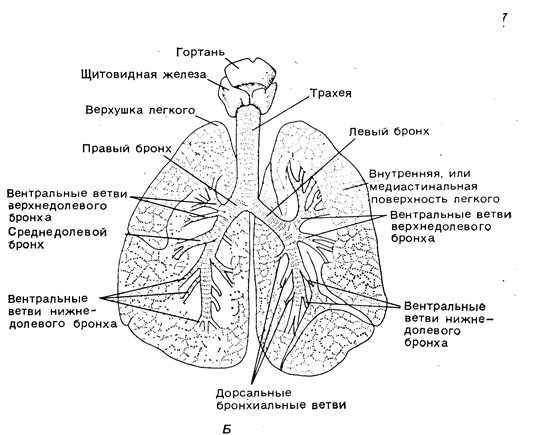 7
Гортань
Щитовидная железа
Трахея
Верхушка легкого
Левый бронх
Правый бронх
Внутренняя, или
медиастинальная
поверхность легкого
Вентральные ветви
верхнедолевого
бронха
Вентральные ветви
верхнедолевого
бронха
Среднедолевой
бронх
Вентральные
ветви нижне-
долевого бронха
Вентральные
ветви нижне-
долевого
бронха
Дорсальные
бронхиальные ветви
Б